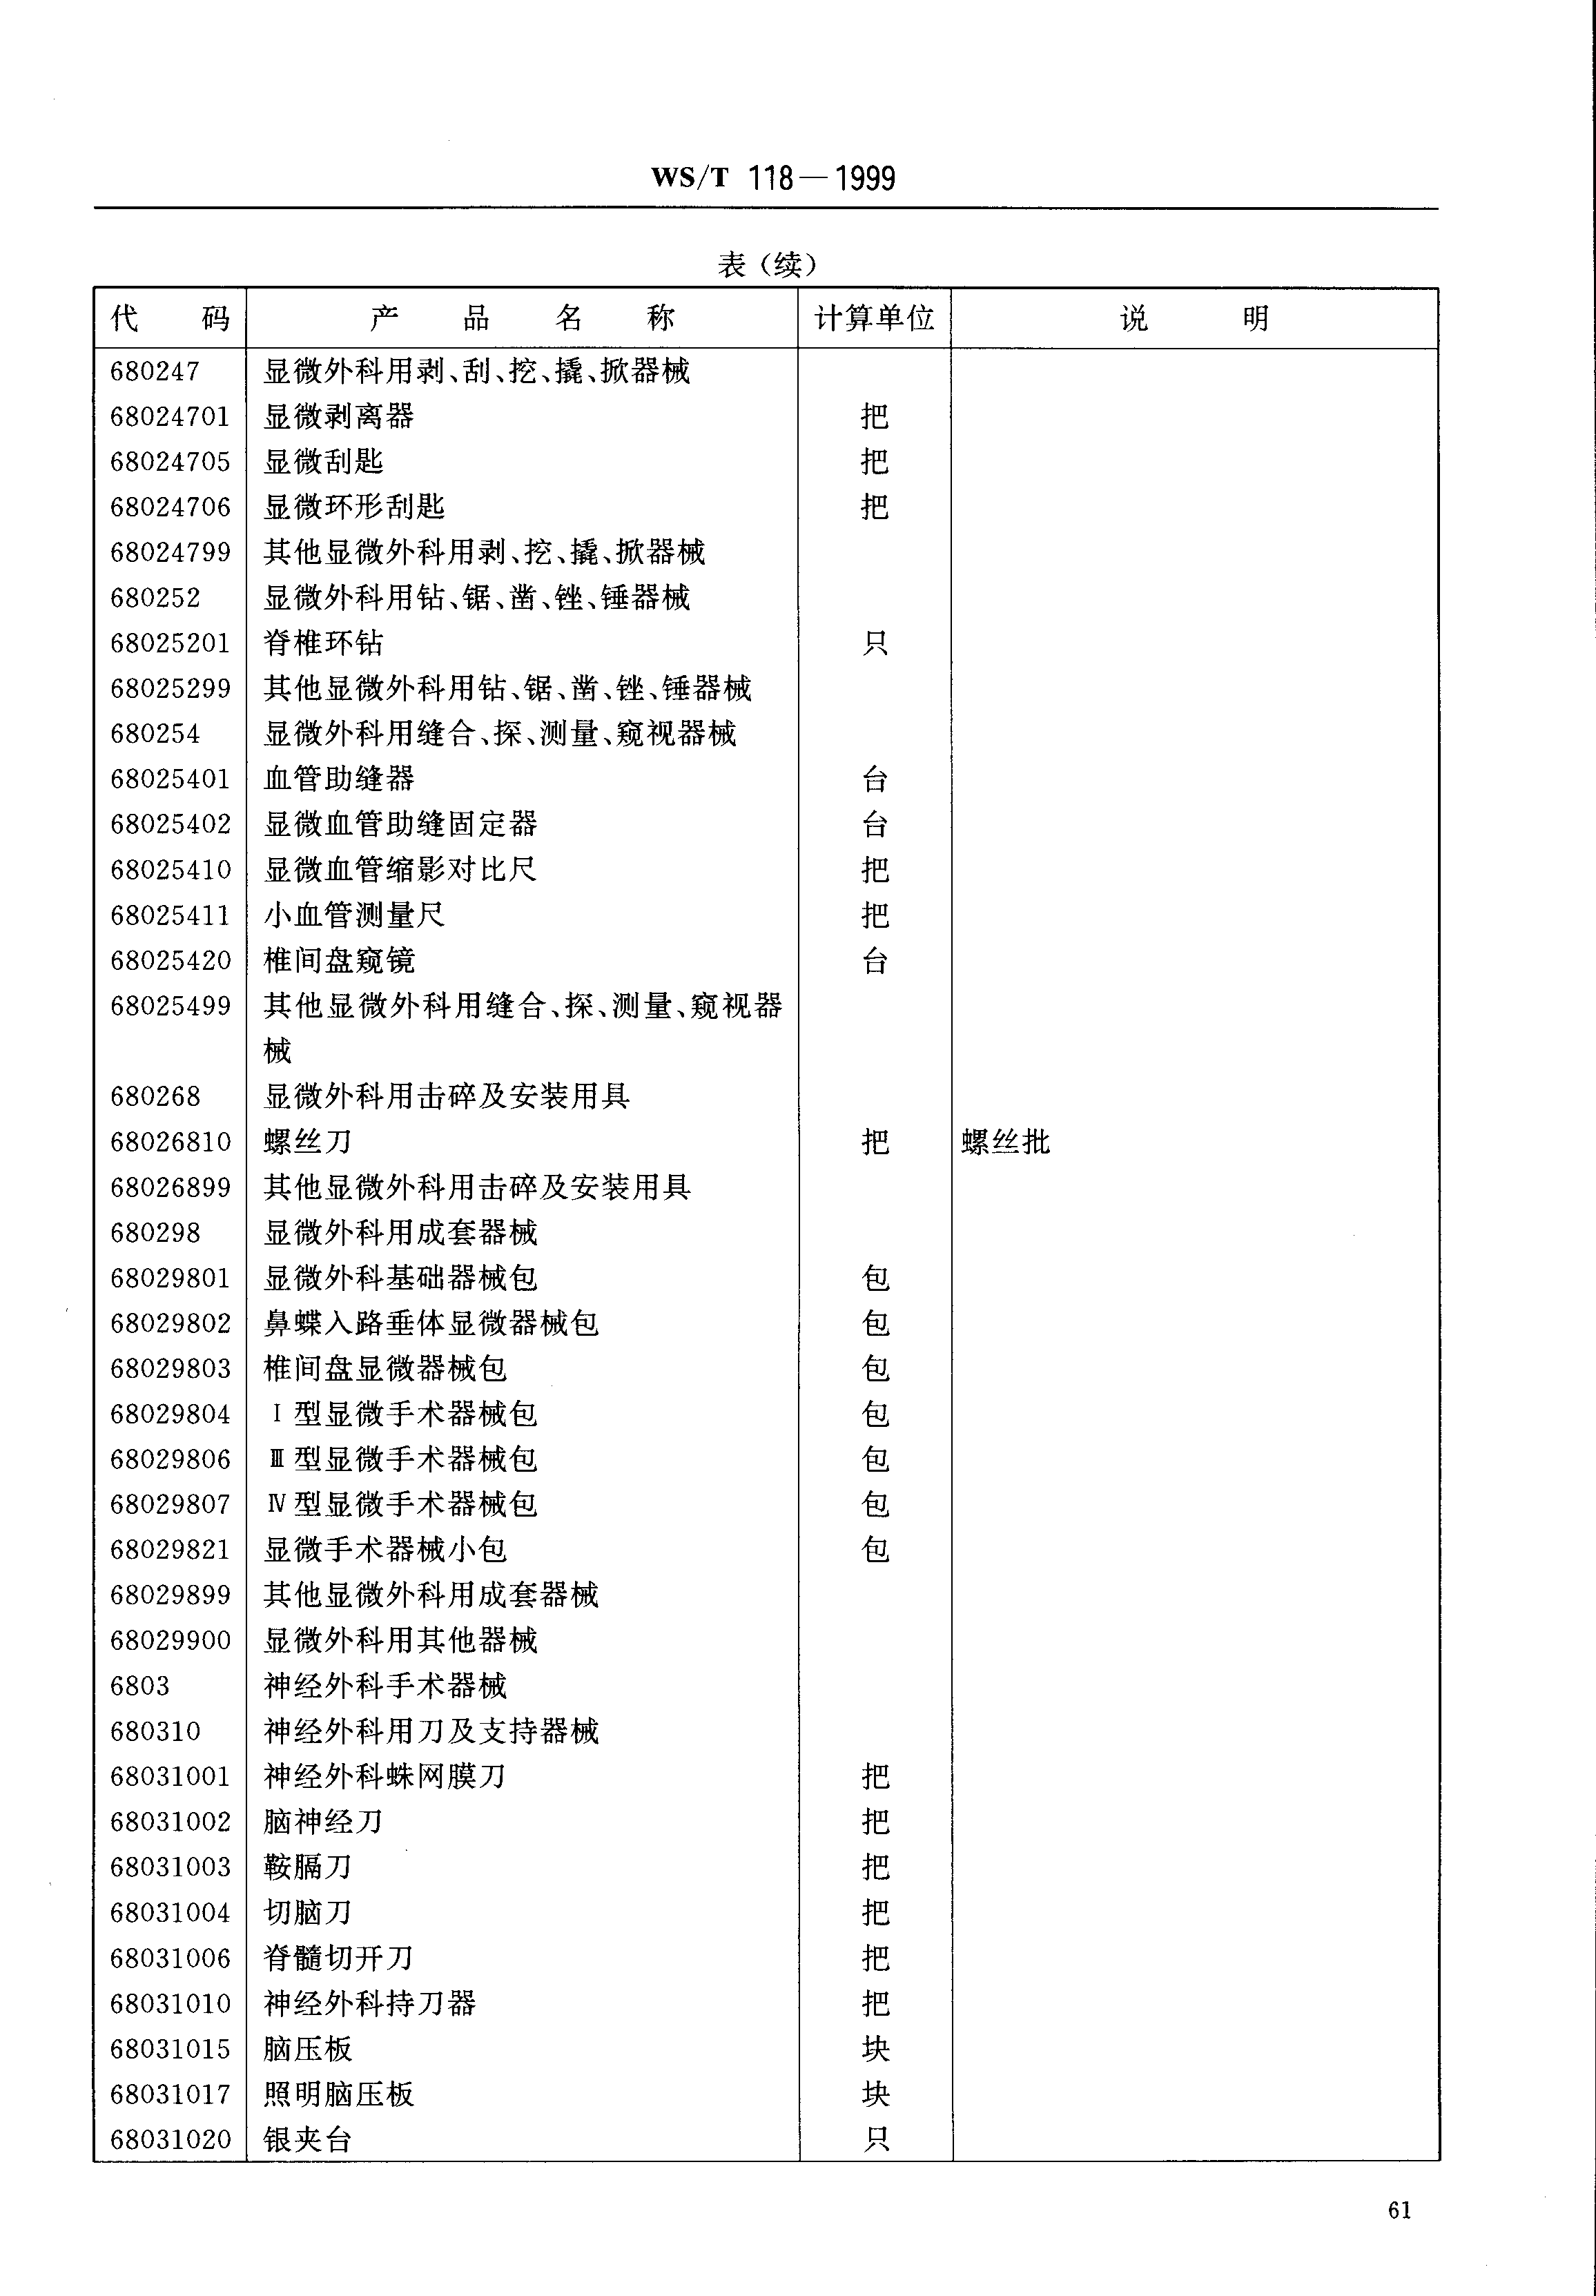 WS/T 118—1999
表（续）
代 码 产 品 名 称 计算单位 说 明
680247 显微外科用剥、刮、挖、撬、掀器械
68024701 显微剥离器 把
68024705 显微刮匙 把
68024706 显微环形刮匙 把
68024799 其他显微外科用剥、挖、撬、掀器械
680252 显微外科用钻、锯、凿、锉、锤器械
68025201 脊椎环钻 只
68025299 其他显微外科用钻、锯、凿、锉、锤器械
680254 显微外科用缝合、探、测量、窥视器械
68025401 血管助缝器 台
68025402 显微血管助缝固定器 台
68025410 显微血管缩影对比尺 把
68025411 小血管测量尺 把
68025420 椎间盘窥镜 台
68025499 其他显微外科用缝合、探、测量、窥视器
械
680268 显微外科用击碎及安装用具
68026810 螺丝刀 把 螺丝批
68026899 其他显微外科用击碎及安装用具
680298 显微外科用成套器械
68029801 显微外科基础器械包 包
68029802 鼻蝶入路垂体显微器械包 包
68029803 椎间盘显微器械包 包
68029804 Ⅰ型显微手术器械包 包
68029806 Ⅲ型显微手术器械包 包
68029807 Ⅳ型显微手术器械包 包
68029821 显微手术器械小包 包
68029899 其他显微外科用成套器械
68029900 显微外科用其他器械
6803 神经外科手术器械
680310 神经外科用刀及支持器械
68031001 神经外科蛛网膜刀 把
68031002 脑神经刀 把
68031003 鞍膈刀 把
68031004 切脑刀 把
68031006 脊髓切开刀 把
68031010 神经外科持刀器 把
68031015 脑压板 块
68031017 照明脑压板 块
68031020 银夹台 只
61